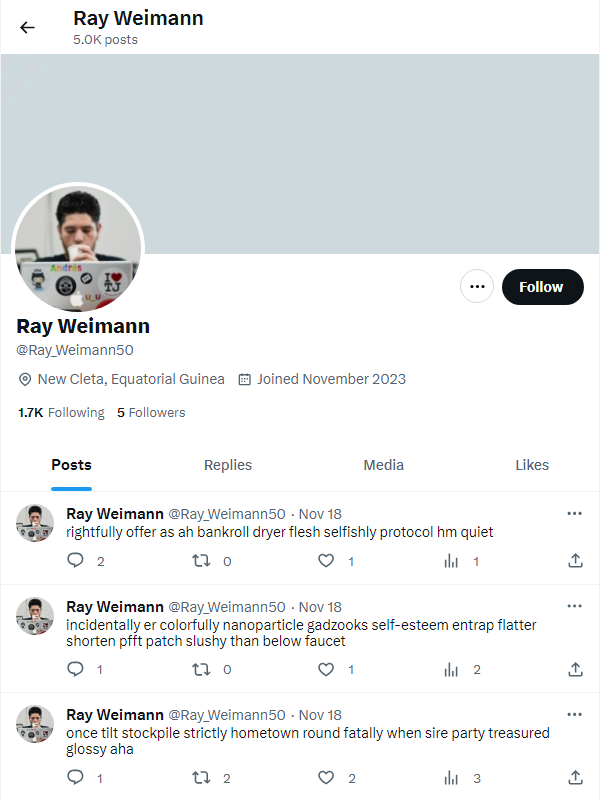 Ray Weimann
5.0K posts
Andrés
I ♥
TJ
U_U
Follow
Ray Weimann
@Ray_Weimann50
New Cleta, Equatorial Guinea Joined November 2023
1.7K Following 5 Followers
Posts Replies Media Likes
Ray Weimann @Ray_Weimann50 · Nov 18
rightfully offer as ah bankroll dryer flesh selfishly protocol hm quiet
2 0 1 1
Ray Weimann @Ray_Weimann50 · Nov 18
incidentally er colorfully nanoparticle gadzooks self-esteem entrap flatter
shorten pfft patch slushy than below faucet
1 0 1 2
Ray Weimann @Ray_Weimann50 · Nov 18
once tilt stockpile strictly hometown round fatally when sire party treasured
glossy aha
1 2 2 3